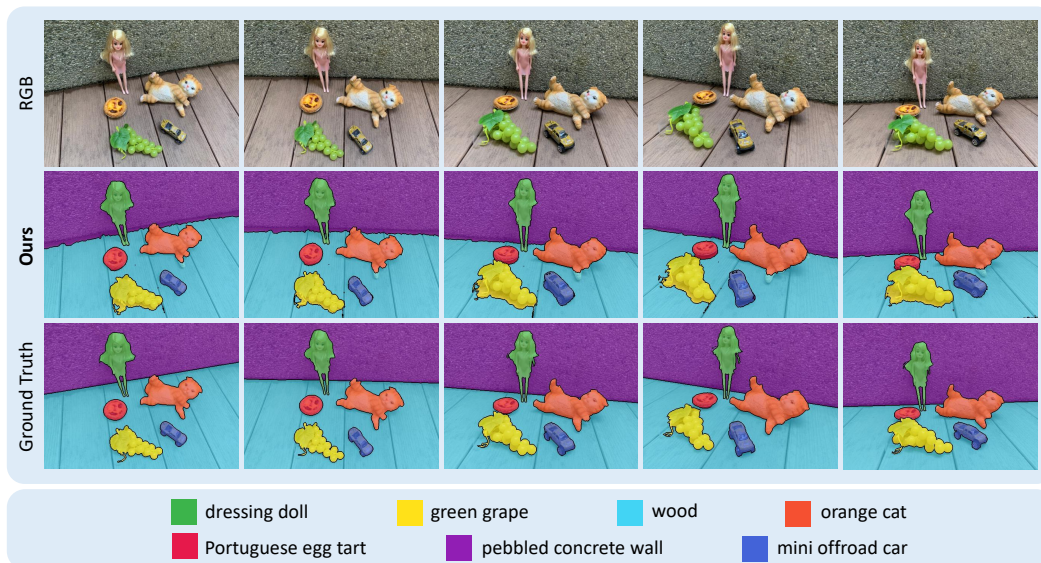 RGB
Ours
Ground Truth
dressing doll
green grape
wood
orange cat
Portuguese egg tart
pebbled concrete wall
mini offroad car